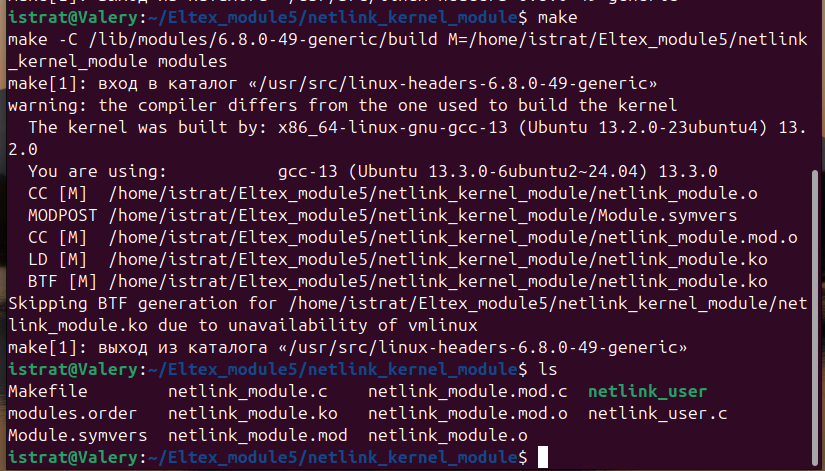 istrat@Valery:~/Eltex_module5/netlink_kernel_module$ make
make -C /lib/modules/6.8.0-49-generic/build M=/home/istrat/Eltex_module5/netlink
_kernel_module modules
make[1]: вход в каталог «/usr/src/linux-headers-6.8.0-49-generic»
warning: the compiler differs from the one used to build the kernel
  The kernel was built by: x86_64-linux-gnu-gcc-13 (Ubuntu 13.2.0-23ubuntu4) 13.
2.0
  You are using:           gcc-13 (Ubuntu 13.3.0-6ubuntu2~24.04) 13.3.0
  CC [M]  /home/istrat/Eltex_module5/netlink_kernel_module/netlink_module.o
  MODPOST /home/istrat/Eltex_module5/netlink_kernel_module/Module.symvers
  CC [M]  /home/istrat/Eltex_module5/netlink_kernel_module/netlink_module.mod.o
  LD [M]  /home/istrat/Eltex_module5/netlink_kernel_module/netlink_module.ko
  BTF [M] /home/istrat/Eltex_module5/netlink_kernel_module/netlink_module.ko
Skipping BTF generation for /home/istrat/Eltex_module5/netlink_kernel_module/net
link_module.ko due to unavailability of vmlinux
make[1]: выход из каталога «/usr/src/linux-headers-6.8.0-49-generic»
istrat@Valery:~/Eltex_module5/netlink_kernel_module$ ls
Makefile        netlink_module.c    netlink_module.mod.c  netlink_user
modules.order   netlink_module.ko   netlink_module.mod.o  netlink_user.c
Module.symvers  netlink_module.mod  netlink_module.o
istrat@Valery:~/Eltex_module5/netlink_kernel_module$